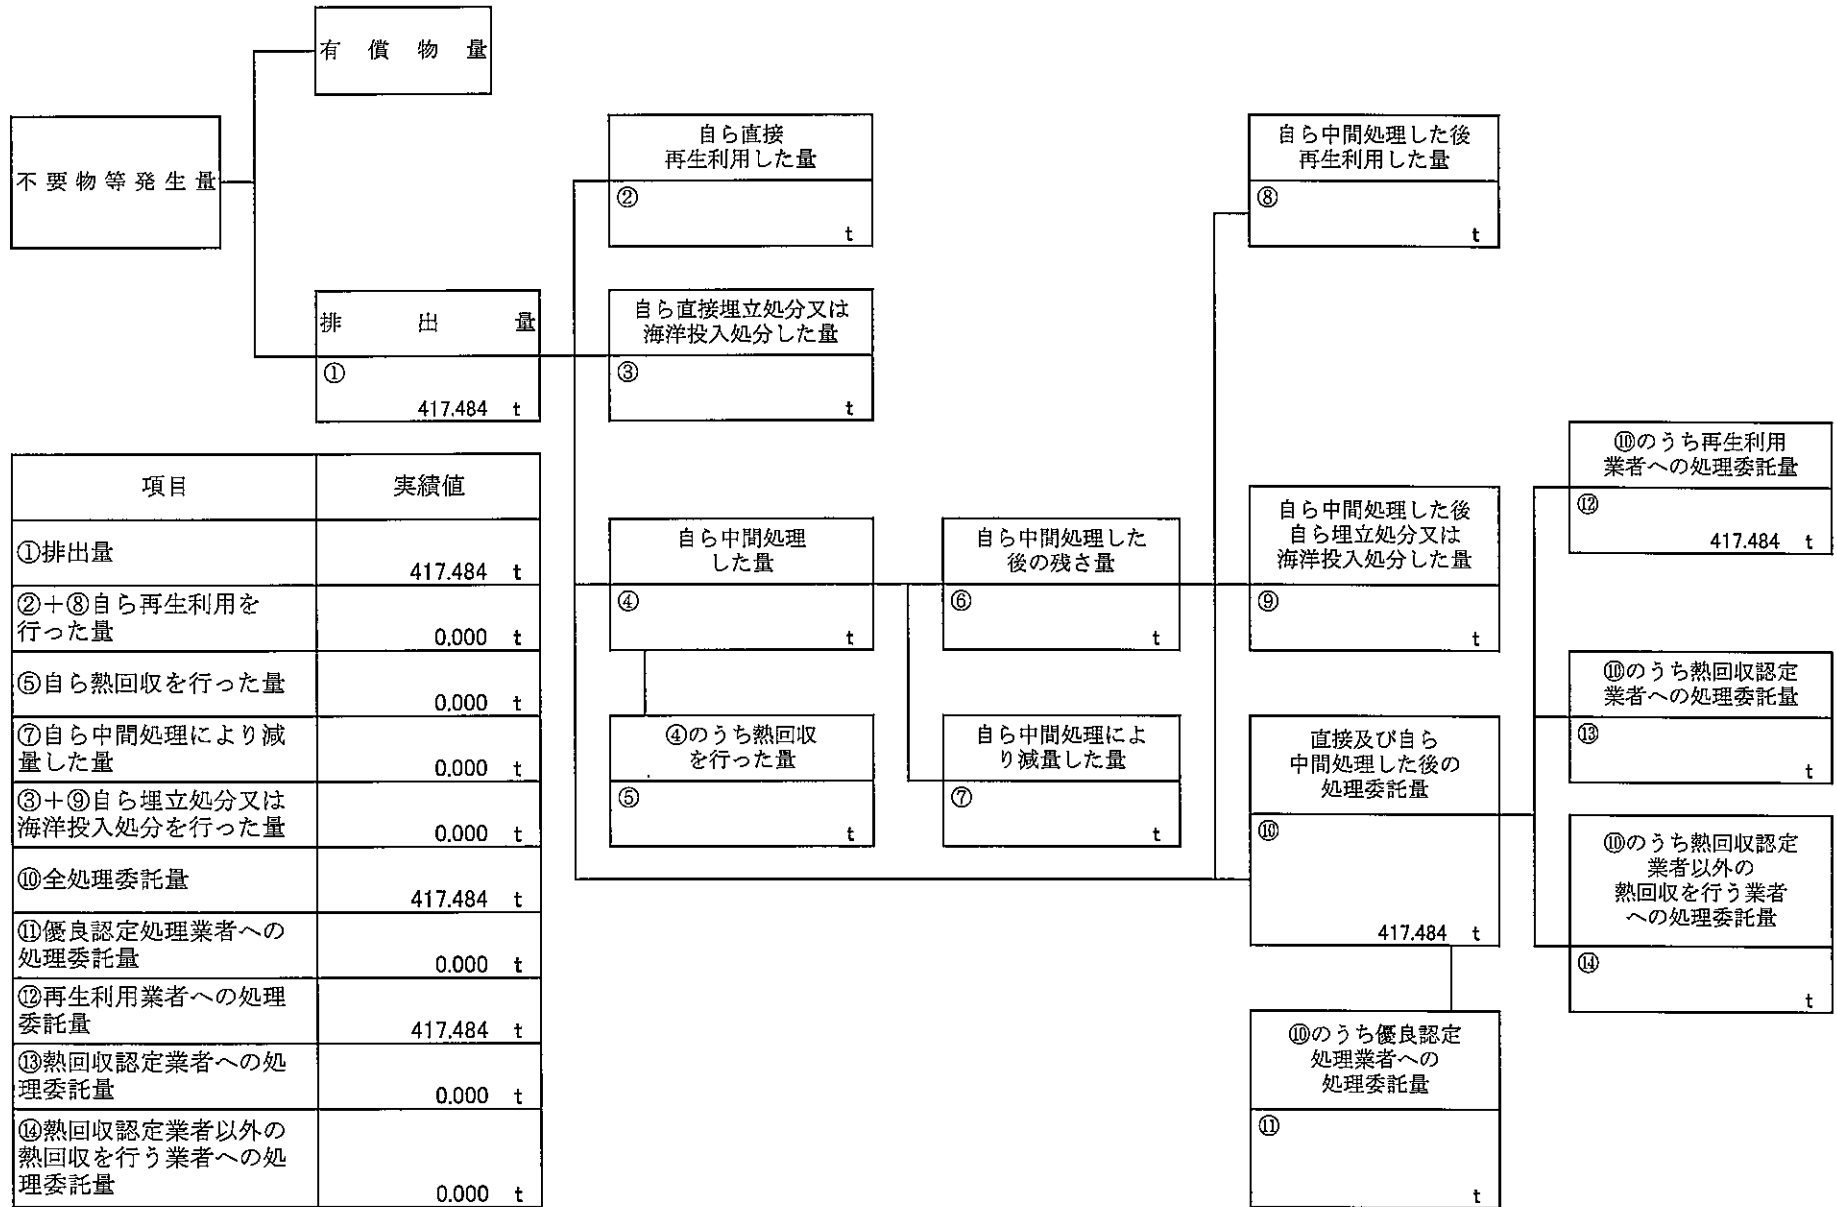 有償物量
不要物等発生量
排出量
①
417.484 t
自ら直接
再生利用した量
②
t
自ら直接埋立処分又は
海洋投入処分した量
③
t
自ら中間処理
した量
④
t
④のうち熱回収
を行った量
⑤
t
自ら中間処理した
後の残さ量
⑥
t
自ら中間処理によ
り減量した量
⑦
t
自ら中間処理した後
再生利用した量
⑧
t
自ら中間処理した後
自ら埋立処分又は
海洋投入処分した量
⑨
t
直接及び自ら
中間処理した後の
処理委託量
⑩
417.484 t
⑩のうち優良認定
処理業者への
処理委託量
⑪
t
⑩のうち再生利用
業者への処理委託量
⑫
417.484 t
⑩のうち熱回収認定
業者への処理委託量
⑬
t
⑩のうち熱回収認定
業者以外の
熱回収を行う業者
への処理委託量
⑭
t
項目 実績値
①排出量
417.484 t
②+⑧自ら再生利用を
行った量 0.000 t
⑤自ら熱回収を行った量
0.000 t
⑦自ら中間処理により減
量した量 0.000 t
③+⑨自ら埋立処分又は
海洋投入処分を行った量 0.000 t
⑩全処理委託量
417.484 t
⑪優良認定処理業者への
処理委託量 0.000 t
⑫再生利用業者への処理
委託量 417.484 t
⑬熱回収認定業者への処
理委託量 0.000 t
⑭熱回収認定業者以外の
熱回収を行う業者への処
理委託量 0.000 t